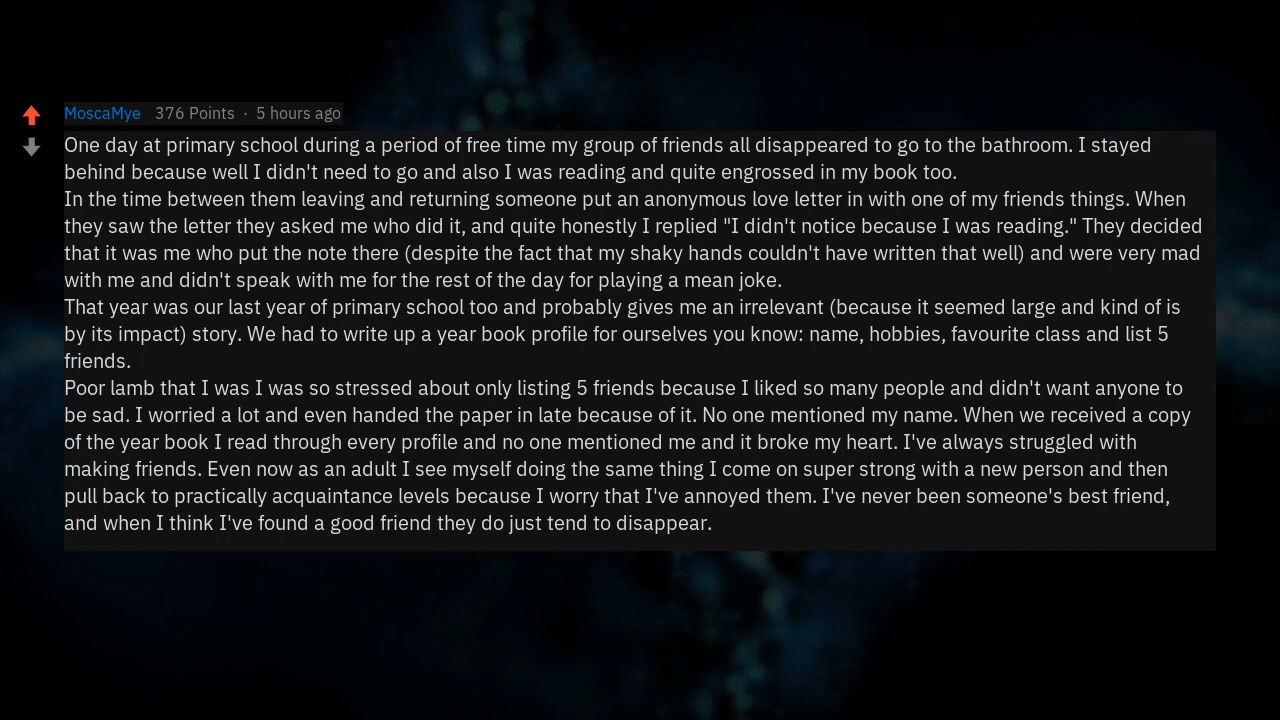 MoscaMye 376 Points · 5 hours ago
One day at primary school during a period of free time my group of friends all disappeared to go to the bathroom. I stayed
behind because well I didn't need to go and also I was reading and quite engrossed in my book too.
In the time between them leaving and returning someone put an anonymous love letter in with one of my friends things. When
they saw the letter they asked me who did it, and quite honestly I replied "I didn't notice because I was reading." They decided
that it was me who put the note there (despite the fact that my shaky hands couldn't have written that well) and were very mad
with me and didn't speak with me for the rest of the day for playing a mean joke.
That year was our last year of primary school too and probably gives me an irrelevant (because it seemed large and kind of is
by its impact) story. We had to write up a year book profile for ourselves you know: name, hobbies, favourite class and list 5
friends.
Poor lamb that I was I was so stressed about only listing 5 friends because I liked so many people and didn't want anyone to
be sad. I worried a lot and even handed the paper in late because of it. No one mentioned my name. When we received a copy
of the year book I read through every profile and no one mentioned me and it broke my heart. I've always struggled with
making friends. Even now as an adult I see myself doing the same thing I come on super strong with a new person and then
pull back to practically acquaintance levels because I worry that I've annoyed them. I've never been someone's best friend,
and when I think I've found a good friend they do just tend to disappear.